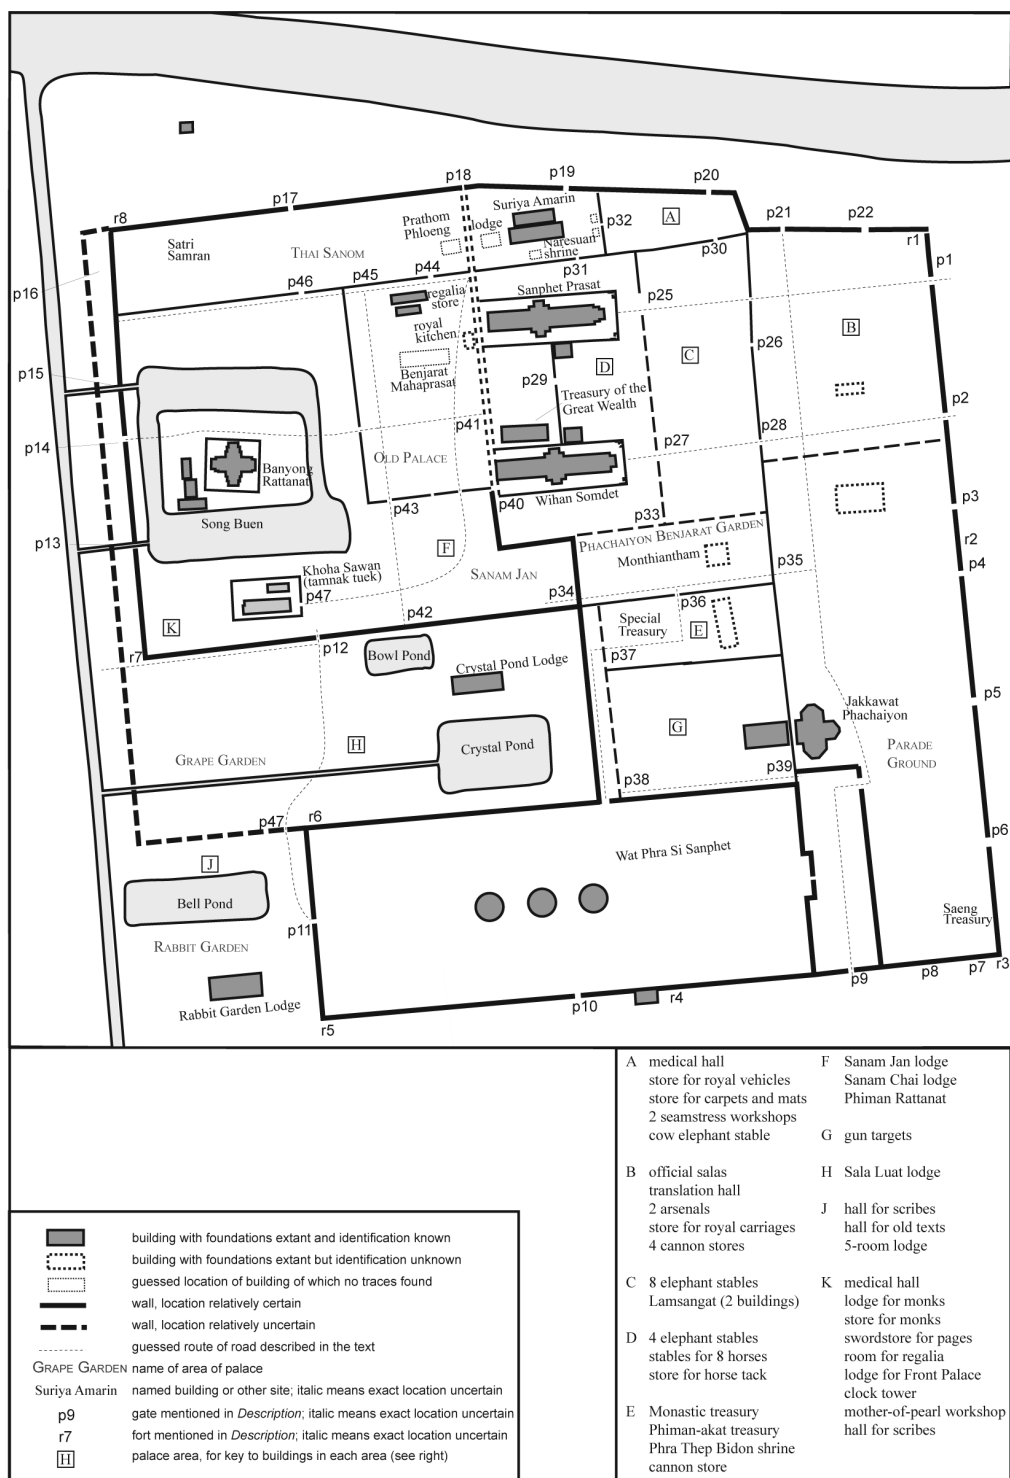 p18
p19
p20
r8
p17
Suriya Amarin
Prathom
Phloeng
lodge
p32
A
p21
p22
r1
Satri
Samran
THAI SANOM
Naresuan
shrine
p30
p16
p46
p45
p44
p31
p1
regalia
store
Sanphet Prasat
p25
royal
kitchen
p26
B
p15
Benjarat
Mahaprasat
p29
D
C
Treasury of the
Great Wealth
p2
p14
p41
p27
p28
OLD PALACE
Banyong
Rattanat
p43
p40
Wihan Somdet
p3
Song Buen
p33
PHACHAIYON BENJARAT GARDEN
r2
p13
F
Monthiantham
p4
Khoha Sawan
(tamnak tuek)
SANAM JAN
p35
p47
p34
p36
K
p42
Special
Treasury
E
r7
p12
Bowl Pond
p37
Crystal Pond Lodge
p5
Jakkawat
Phachaiyon
H
G
GRAPE GARDEN
Crystal Pond
PARADE
GROUND
p39
p38
p47
r6
p6
J
Wat Phra Si Sanphet
Bell Pond
Saeng
Treasury
p11
RABBIT GARDEN
r3
p7
p8
p9
Rabbit Garden Lodge
r4
p10
r5
A medical hall
store for royal vehicles
store for carpets and mats
2 seamstress workshops
cow elephant stable
B official salas
translation hall
2 arsenals
store for royal carriages
4 cannon stores
C 8 elephant stables
Lamsangat (2 buildings)
D 4 elephant stables
stables for 8 horses
store for horse tack
E Monastic treasury
Phiman-akat treasury
Phra Thep Bidon shrine
cannon store
F Sanam Jan lodge
Sanam Chai lodge
Phiman Rattanat
G gun targets
H Sala Luat lodge
J hall for scribes
hall for old texts
5-room lodge
K medical hall
lodge for monks
store for monks
swordstore for pages
room for regalia
lodge for Front Palace
clock tower
mother-of-pearl workshop
hall for scribes
building with foundations extant and identification known
building with foundations extant but identification unknown
guessed location of building of which no traces found
wall, location relatively certain
wall, location relatively uncertain
guessed route of road described in the text
GRAPE GARDEN name of area of palace
Suriya Amarin named building or other site; italic means exact location uncertain
p9 gate mentioned in Description; italic means exact location uncertain
r7 fort mentioned in Description; italic means exact location uncertain
H palace area, for key to buildings in each area (see right)